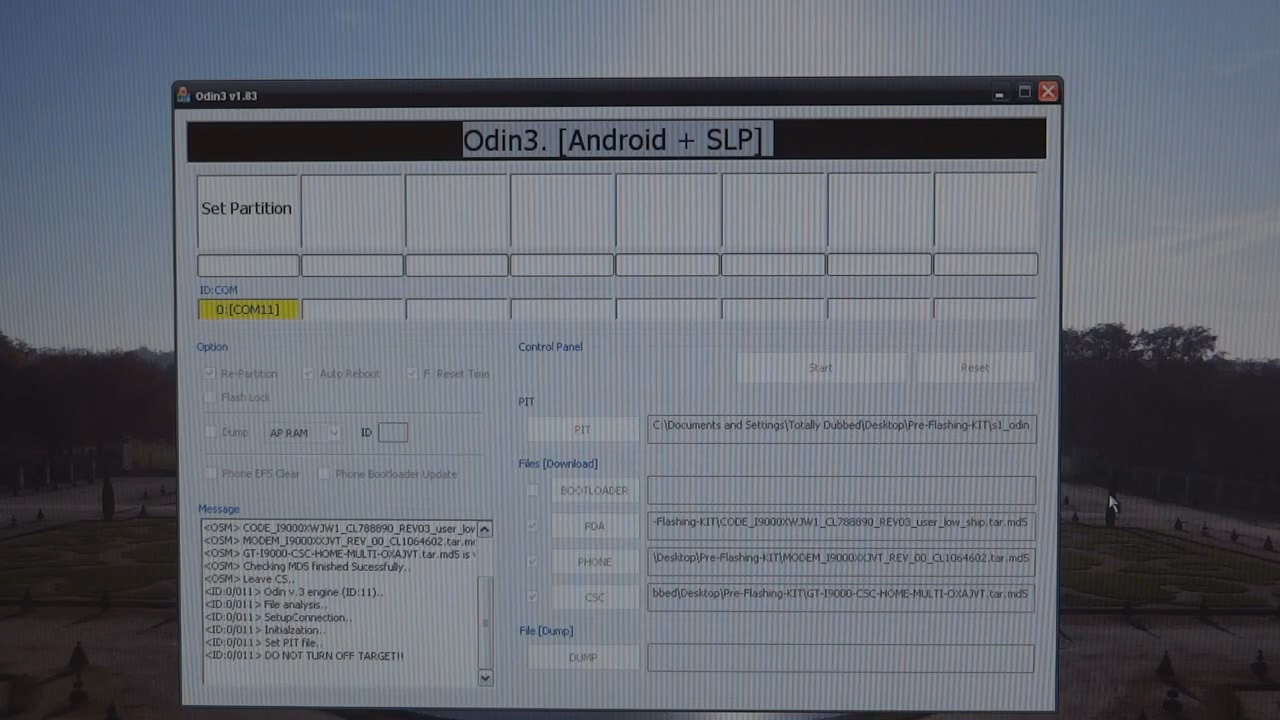 Odin3 v1.83
Odin3. [Android + SLP]
Set Partition
ID:COM
0:[COM11]
Option
Re-Partition Auto Reboot F. Reset Time
Flash Lock
Dump AP RAM ID
Phone EFS Clear Phone Bootloader Update
Message
<OSM> CODE_I9000XWJW1_CL788890_REV03_user_low
<OSM> MODEM_I9000XXJVT_REV_00_CL1064602.tar.m
<OSM> GT-I9000-CSC-HOME-MULTI-OXAJVT.tar.md5 is
<OSM> Checking MD5 finished Sucessfully..
<OSM> Leave CS..
<ID:0/011> Odin v.3 engine (ID:11)..
<ID:0/011> File analysis..
<ID:0/011> SetupConnection..
<ID:0/011> Initialzation..
<ID:0/011> Set PIT file..
<ID:0/011> DO NOT TURN OFF TARGET!!
Control Panel
Start Reset
PIT
PIT C:\Documents and Settings\Totally Dubbed\Desktop\Pre-Flashing-KIT\s1_odin
Files [Download]
BOOTLOADER
PDA -Flashing-KIT\CODE_I9000XWJW1_CL788890_REV03_user_low_ship.tar.md5
PHONE \Desktop\Pre-Flashing-KIT\MODEM_I9000XXJVT_REV_00_CL1064602.tar.md5
CSC bbed\Desktop\Pre-Flashing-KIT\GT-I9000-CSC-HOME-MULTI-OXAJVT.tar.md5
File [Dump]
DUMP